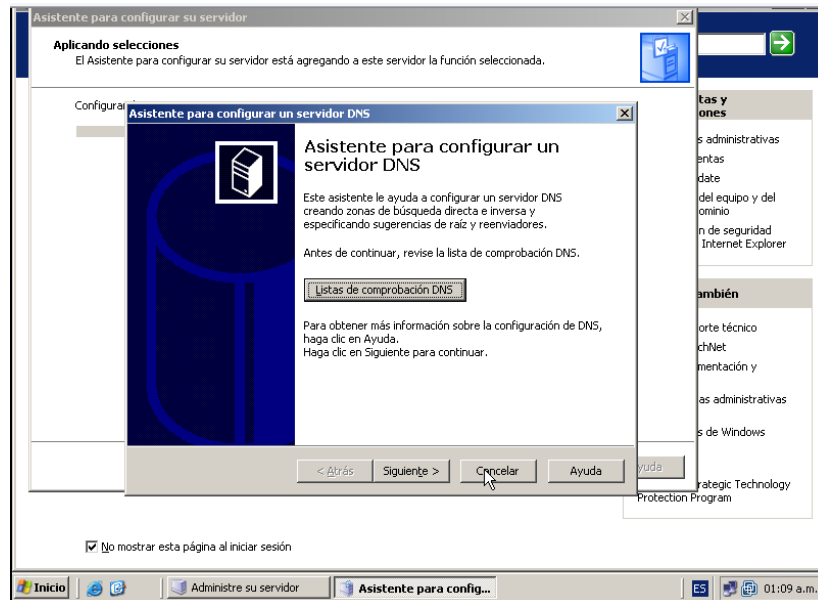 Asistente para configurar su servidor
Aplicando selecciones
El Asistente para configurar su servidor está agregando a este servidor la función seleccionada.
Asistente para configurar un servidor DNS
Asistente para configurar un
servidor DNS
Este asistente le ayuda a configurar un servidor DNS
creando zonas de búsqueda directa e inversa y
especificando sugerencias de raíz y reenviadores.
Antes de continuar, revise la lista de comprobación DNS.
Listas de comprobación DNS
Para obtener más información sobre la configuración de DNS,
haga clic en Ayuda.
Haga clic en Siguiente para continuar.
< Atrás
Siguiente >
Cancelar
Ayuda
yuda
tas y
ones
s administrativas
entas
date
del equipo y del
ominio
n de seguridad
Internet Explorer
ambién
orte técnico
chNet
mentación y
as administrativas
s de Windows
rategic Technology
Protection Program
No mostrar esta página al iniciar sesión
Inicio
Administre su servidor
Asistente para config...
ES
01:09 a.m.